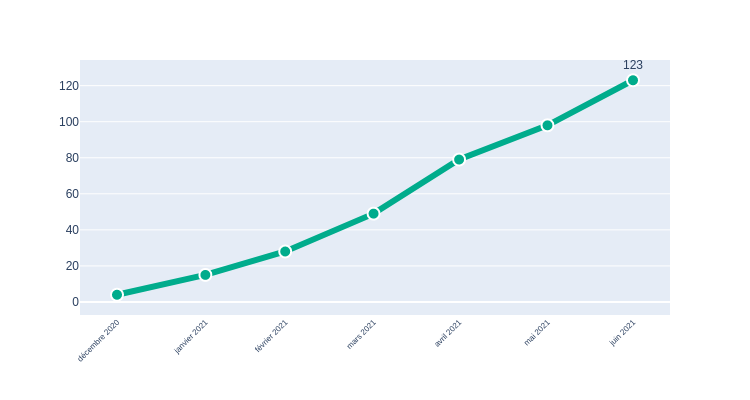 123
120
100
80
60
40
20
0
décembre 2020
janvier 2021
février 2021
mars 2021
avril 2021
mai 2021
juin 2021